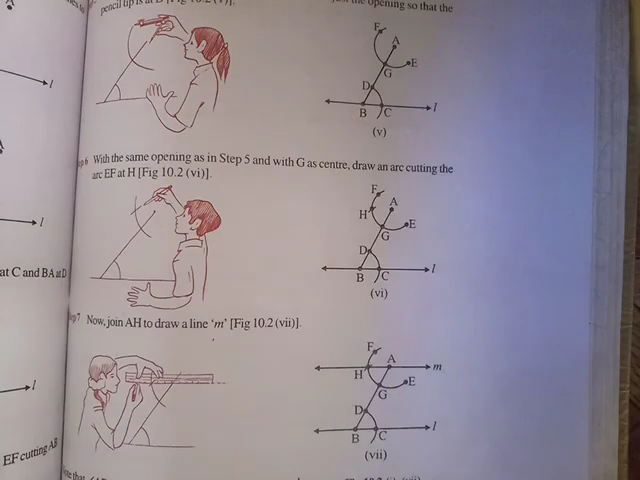 pencil up is at D [Fig 10.2 (v)].
the opening so that the
F
A
G
E
D
B
C
l
(v)
With the same opening as in Step 5 and with G as centre, draw an arc cutting the
arc EF at H [Fig 10.2 (vi)].
F
H
A
G
E
D
B
C
l
(vi)
Now, join AH to draw a line ‘m’ [Fig 10.2 (vii)].
F
A
m
H
G
E
D
B
C
l
(vii)
A
l
l
at C and BA at D
l
EF cutting AB